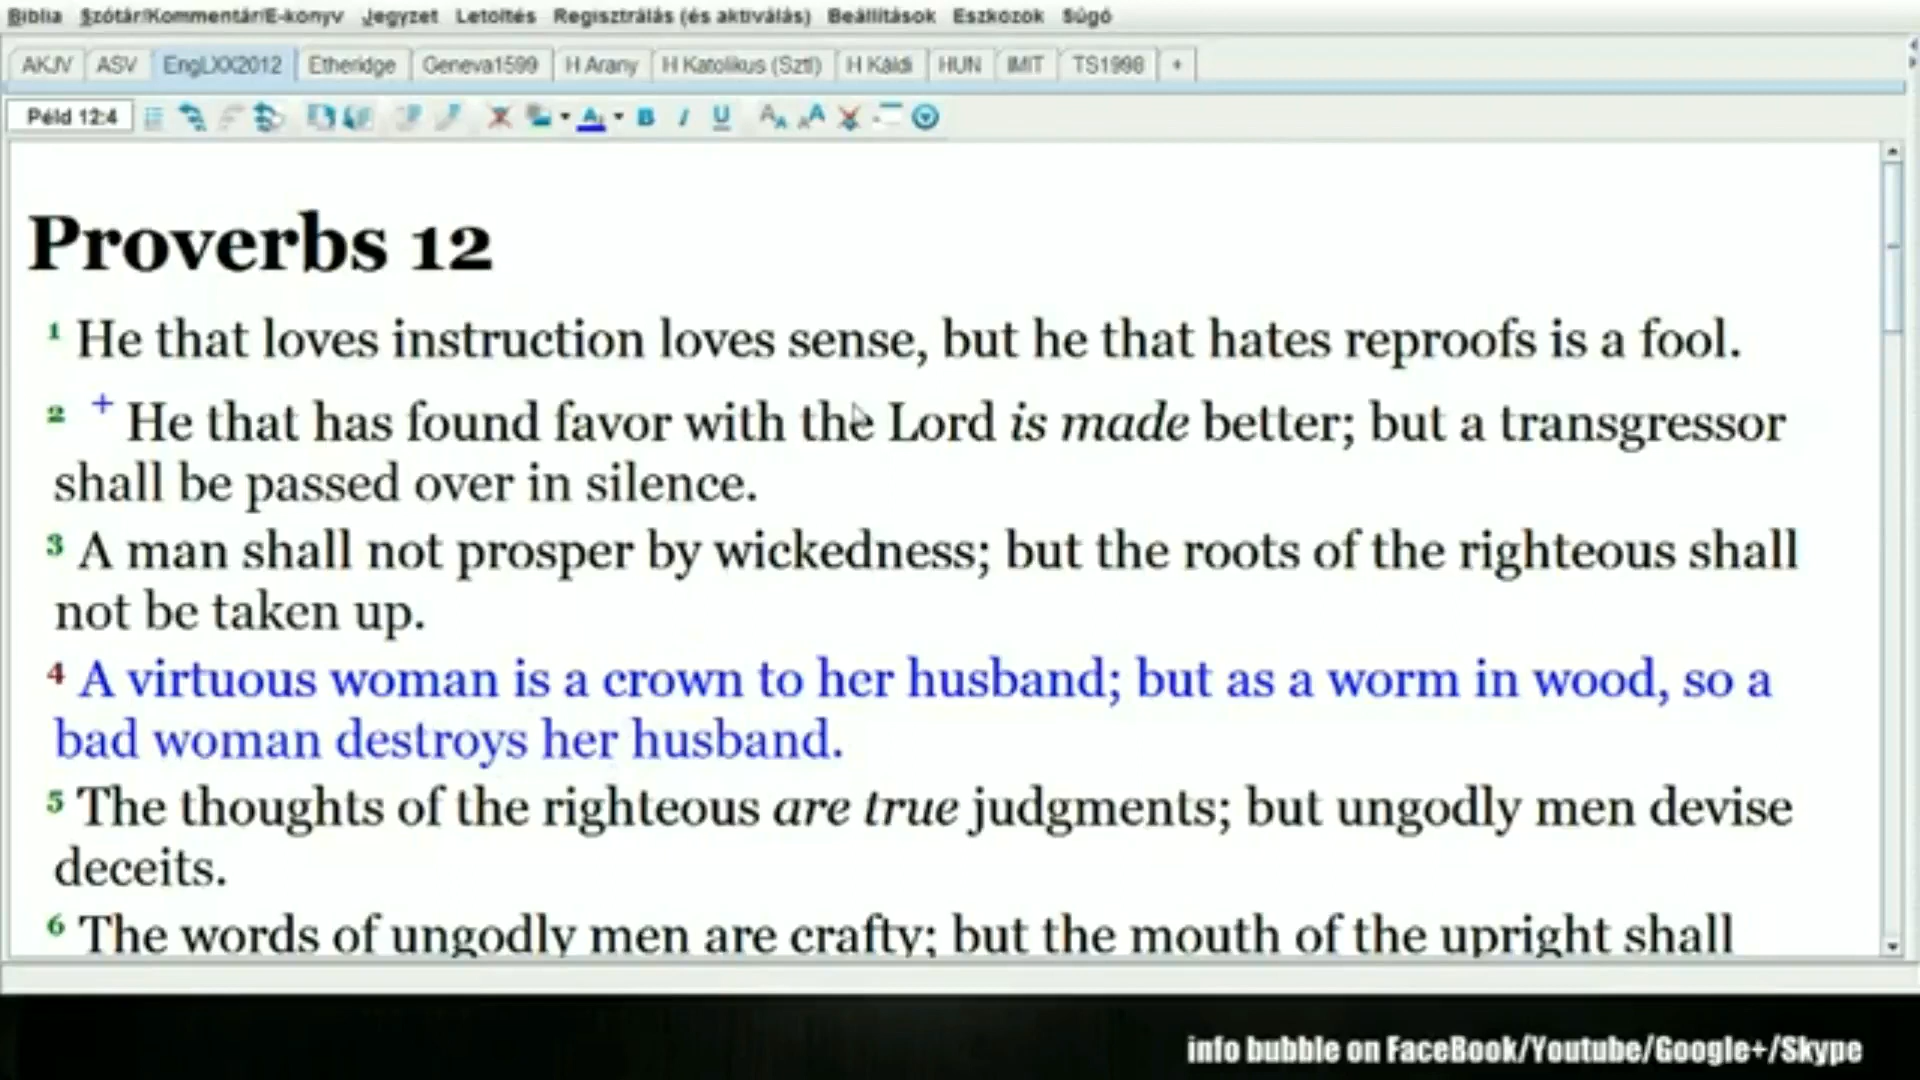 Biblia Szótár/Kommentár/E-könyv Jegyzet Letöltés Regisztrálás (és aktiválás) Beállítások Eszközök Súgó
AKJV ASV EngLXX2012 Etheridge Geneva1599 H Arany H Katolikus (SztI) H Káldi HUN IMIT TS1998 +
Péld 12:4
Proverbs 12
1 He that loves instruction loves sense, but he that hates reproofs is a fool.
2 + He that has found favor with the Lord is made better; but a transgressor
shall be passed over in silence.
3 A man shall not prosper by wickedness; but the roots of the righteous shall
not be taken up.
4 A virtuous woman is a crown to her husband; but as a worm in wood, so a
bad woman destroys her husband.
5 The thoughts of the righteous are true judgments; but ungodly men devise
deceits.
6 The words of ungodly men are crafty; but the mouth of the upright shall
info bubble on FaceBook/Youtube/Google+/Skype